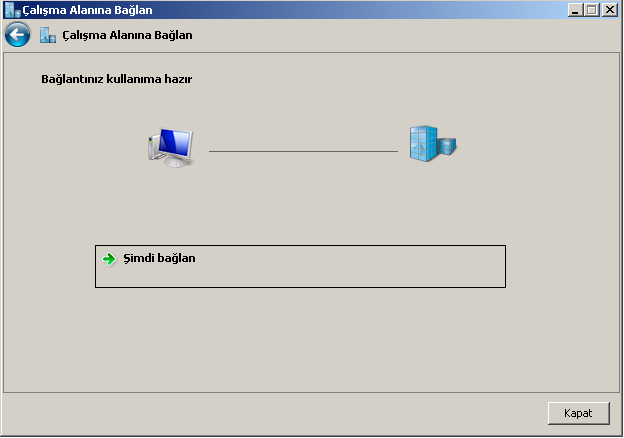 Çalışma Alanına Bağlan
Çalışma Alanına Bağlan
Bağlantınız kullanıma hazır
Şimdi bağlan
Kapat